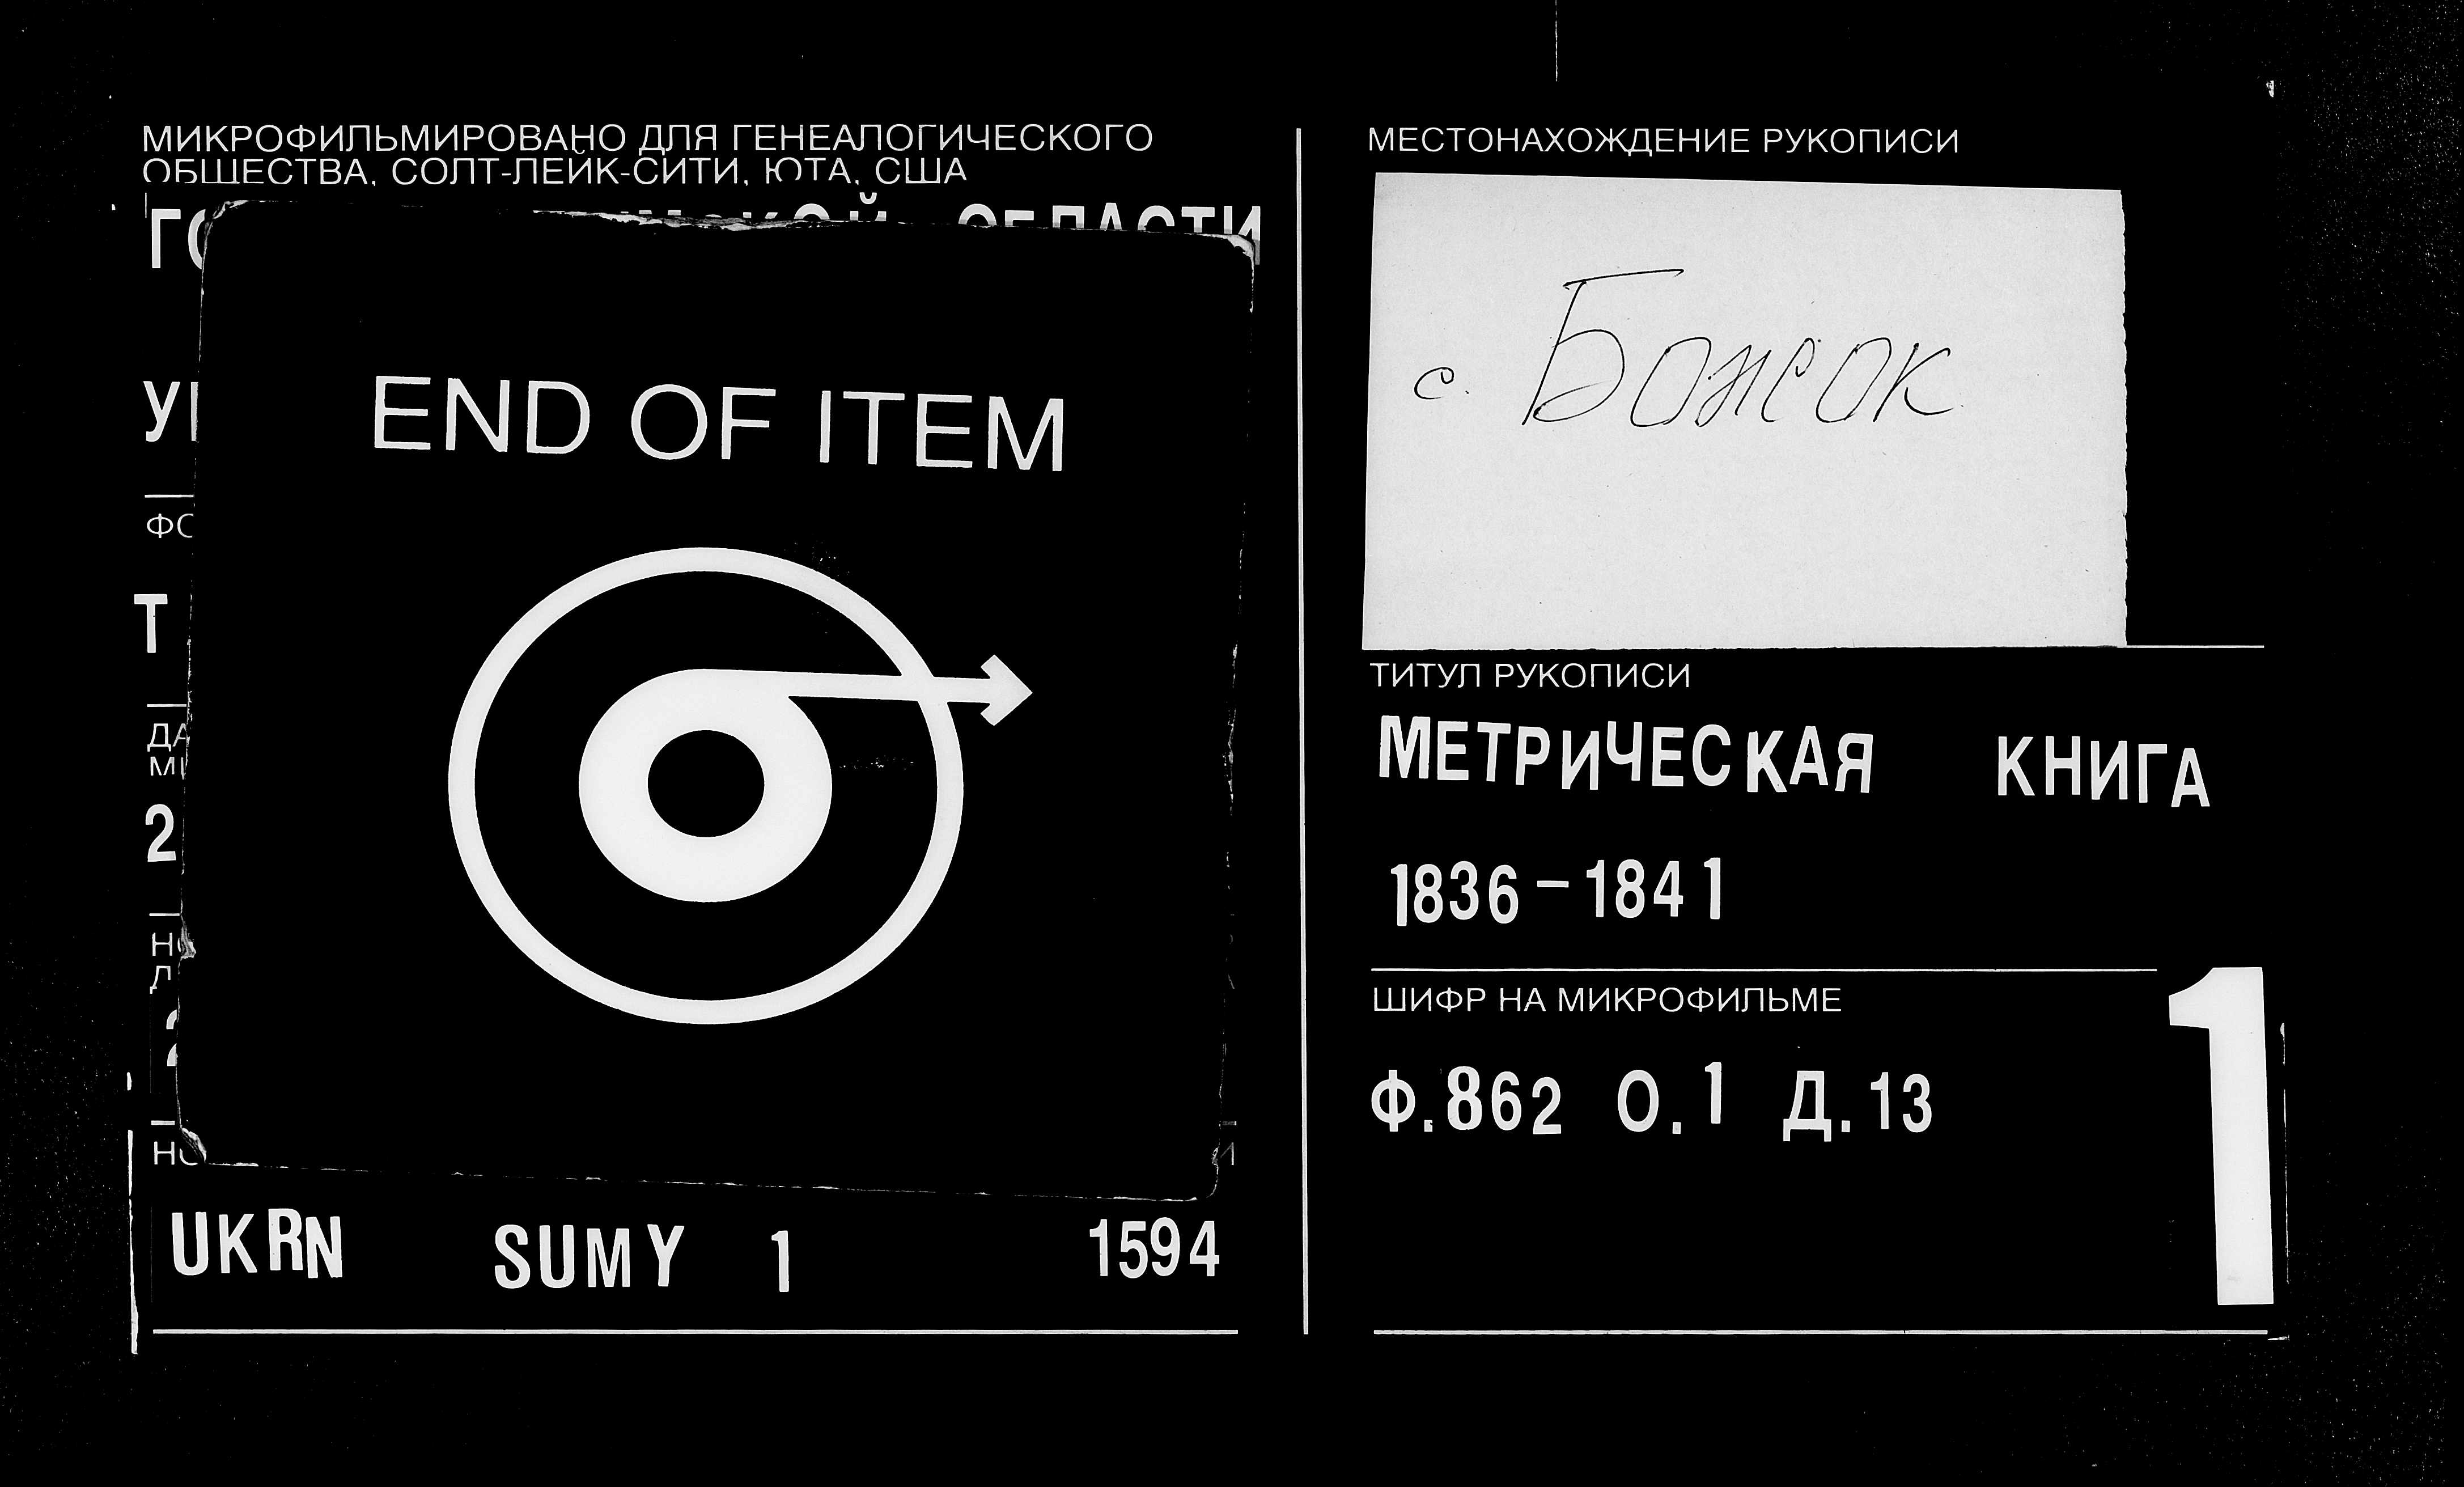 МИКРОФИЛЬМИРОВАНО ДЛЯ ГЕНЕАЛОГИЧЕСКОГО
ОБЩЕСТВА, СОЛТ-ЛЕЙК-СИТИ, ЮТА, США
ОБЛАСТИ
END OF ITEM
UKRN SUMY 1 1594
МЕСТОНАХОЖДЕНИЕ РУКОПИСИ
с. Божок
ТИТУЛ РУКОПИСИ
МЕТРИЧЕСКАЯ КНИГА
1836-1841
ШИФР НА МИКРОФИЛЬМЕ
Ф.862 О.1 Д.13
1